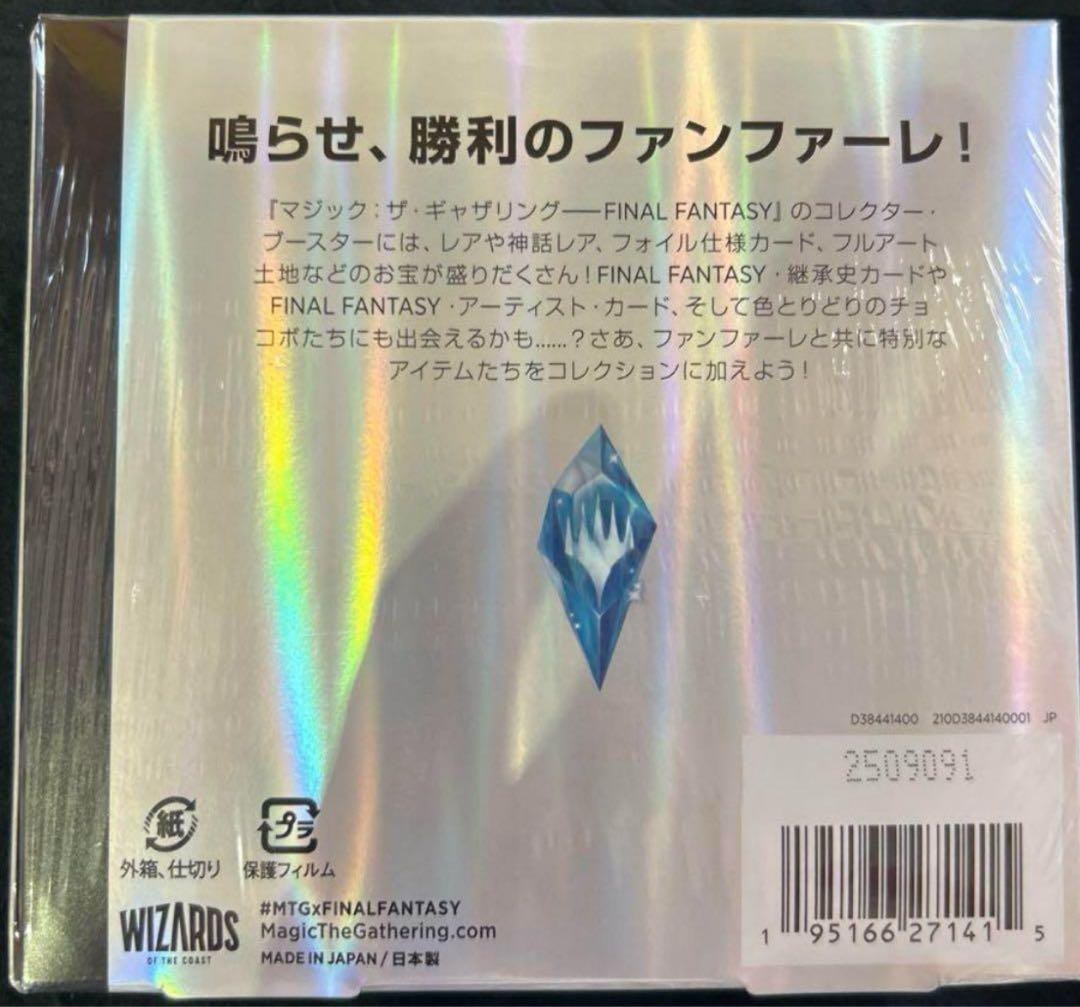 鳴らせ、勝利のファンファーレ!
『マジック:ザ・ギャザリング——FINAL FANTASY』のコレクター・
ブースターには、レアや神話レア、フォイル仕様カード、フルアート
土地などのお宝が盛りだくさん!FINAL FANTASY・継承史カードや
FINAL FANTASY・アーティスト・カード、そして色とりどりのチョ
コボたちにも出会えるかも......?さあ、ファンファーレと共に特別な
アイテムたちをコレクションに加えよう!
D38441400 210D3844140001 JP
2509091
紙 プラ
外箱、仕切り 保護フィルム
WIZARDS
OF THE COAST
#MTGxFINALFANTASY
MagicTheGathering.com
MADE IN JAPAN / 日本製
1 95166 27141 5